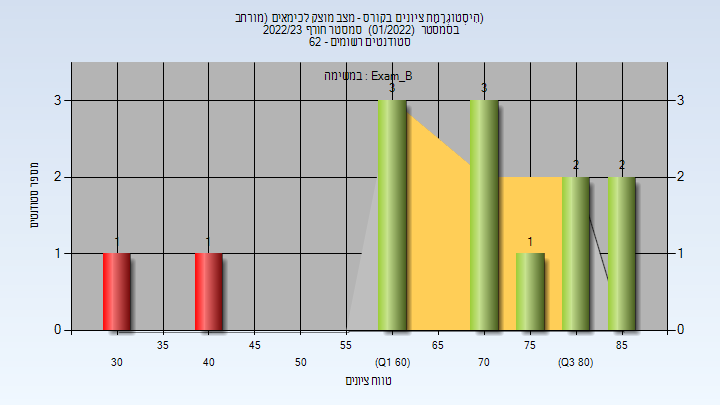 (היסטוגרמת ציונים בקורס - מצב מוצק לכימאים (מורחב
בסמסטר (01/2022) סמסטר חורף 2022/23
סטודנטים רשומים - 62
במשימה : Exam_B
מספר סטודנטים
3 3 3 3
2 2 2 2
1 1 1 1 1
0 0
35 45 55 65 75 85
30 40 50 (Q1 60) 70 (Q3 80)
טווח ציונים